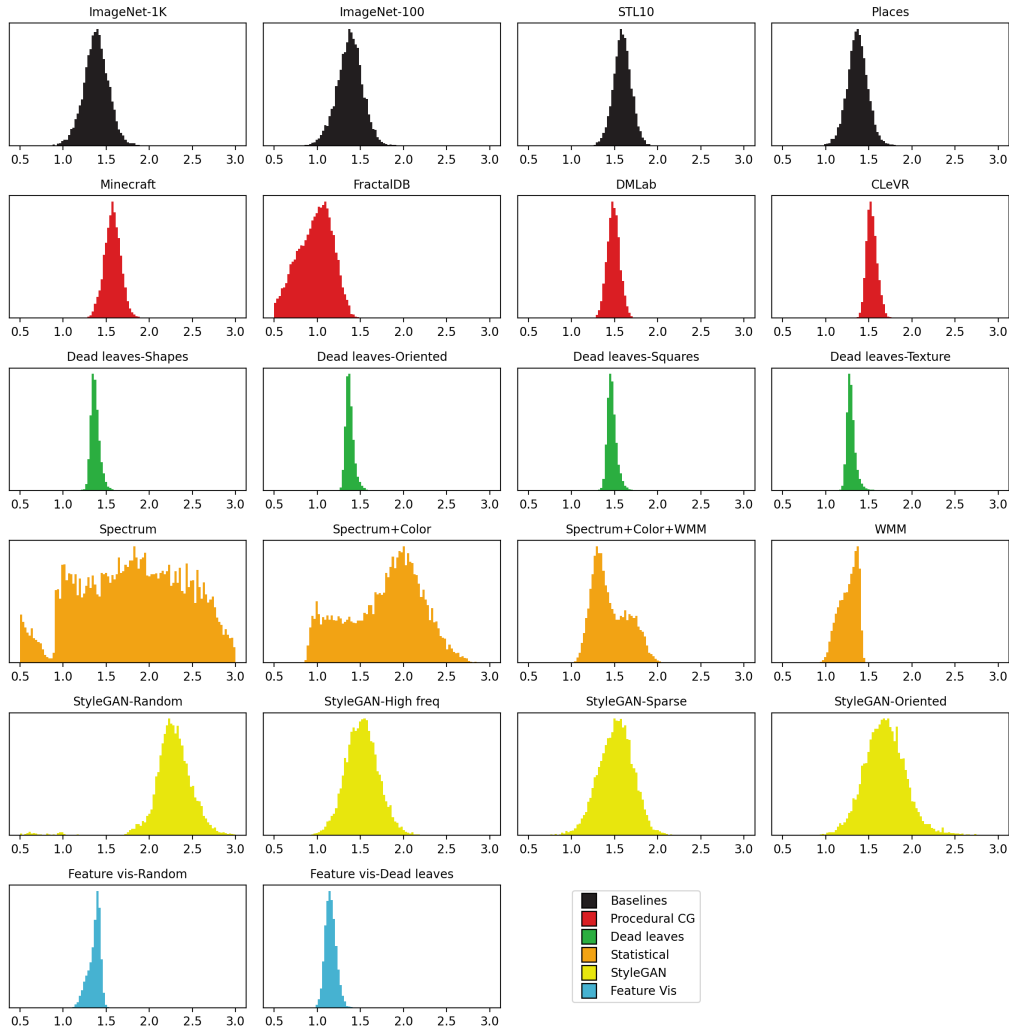 ImageNet-1K ImageNet-100 STL10 Places
0.5 1.0 1.5 2.0 2.5 3.0 0.5 1.0 1.5 2.0 2.5 3.0 0.5 1.0 1.5 2.0 2.5 3.0 0.5 1.0 1.5 2.0 2.5 3.0
Minecraft FractalDB DMLab CLeVR
0.5 1.0 1.5 2.0 2.5 3.0 0.5 1.0 1.5 2.0 2.5 3.0 0.5 1.0 1.5 2.0 2.5 3.0 0.5 1.0 1.5 2.0 2.5 3.0
Dead leaves-Shapes Dead leaves-Oriented Dead leaves-Squares Dead leaves-Texture
0.5 1.0 1.5 2.0 2.5 3.0 0.5 1.0 1.5 2.0 2.5 3.0 0.5 1.0 1.5 2.0 2.5 3.0 0.5 1.0 1.5 2.0 2.5 3.0
Spectrum Spectrum+Color Spectrum+Color+WMM WMM
0.5 1.0 1.5 2.0 2.5 3.0 0.5 1.0 1.5 2.0 2.5 3.0 0.5 1.0 1.5 2.0 2.5 3.0 0.5 1.0 1.5 2.0 2.5 3.0
StyleGAN-Random StyleGAN-High freq StyleGAN-Sparse StyleGAN-Oriented
0.5 1.0 1.5 2.0 2.5 3.0 0.5 1.0 1.5 2.0 2.5 3.0 0.5 1.0 1.5 2.0 2.5 3.0 0.5 1.0 1.5 2.0 2.5 3.0
Feature vis-Random Feature vis-Dead leaves
0.5 1.0 1.5 2.0 2.5 3.0 0.5 1.0 1.5 2.0 2.5 3.0
Baselines
Procedural CG
Dead leaves
Statistical
StyleGAN
Feature Vis